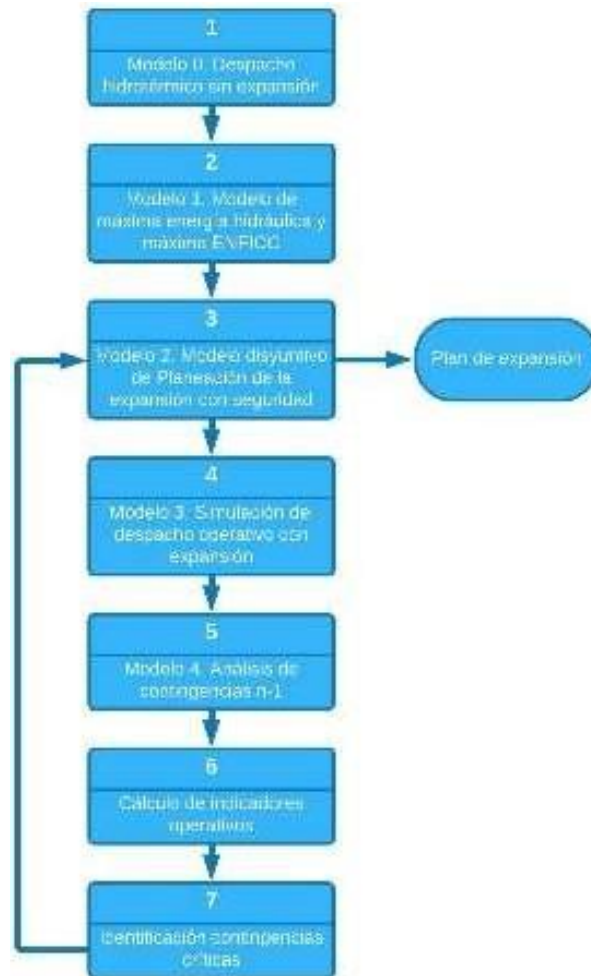 1
Modelo 0. Despacho
hidrotérmico sin expansión
2
Modelo 1. Modelo de
máxima energía hidráulica y
máximo ENFICC
3
Modelo 2. Modelo disyuntivo
de Planeación de la
expansión con seguridad
Plan de expansión
4
Modelo 3. Simulación de
despacho operativo con
expansión
5
Modelo 4. Análisis de
contingencias n-1
6
Cálculo de indicadores
operativos
7
Identificación contingencias
críticas